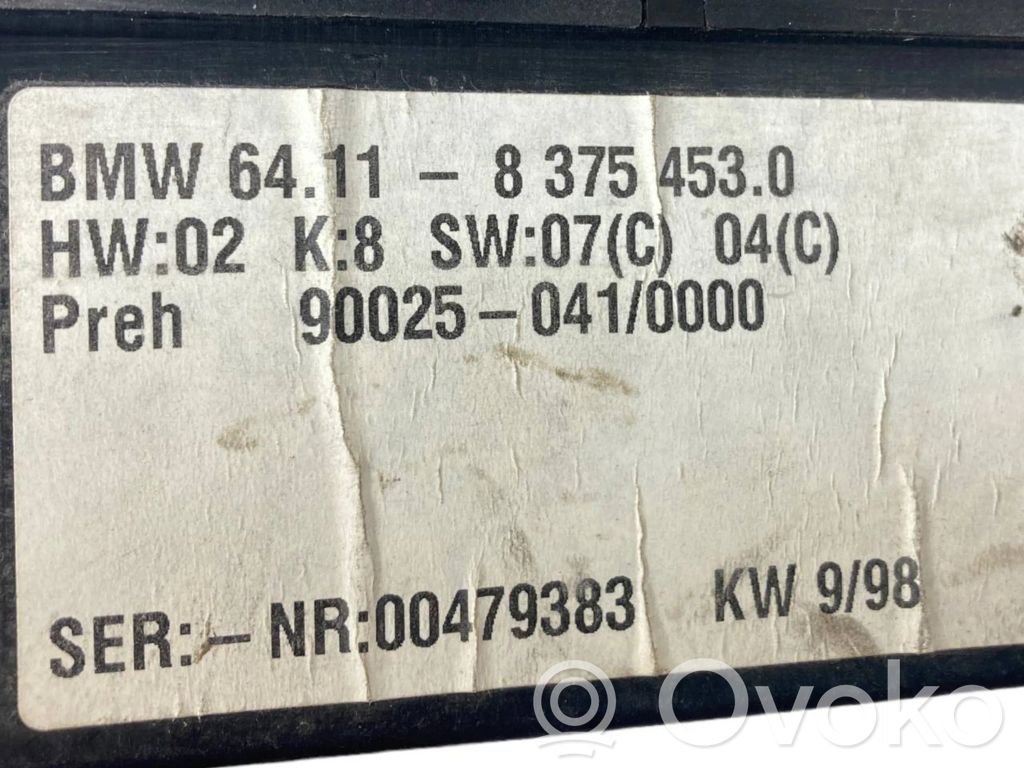 BMW 64.11 - 8 375 453.0
HW:02 K:8 SW:07(C) 04(C)
Preh 90025-041/0000
SER:-NR:00479383 KW 9/98
Ovoko